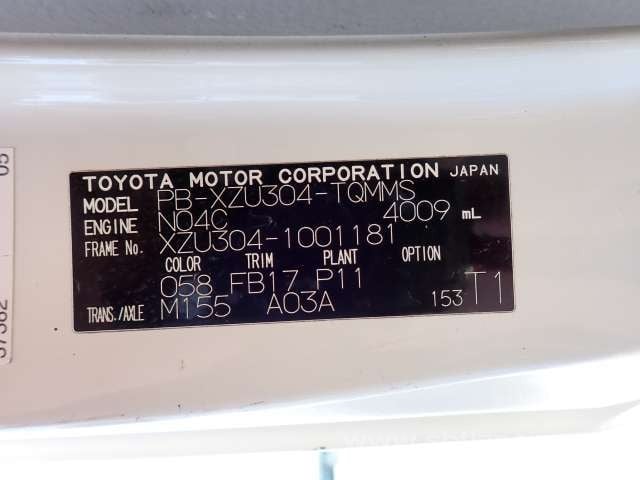 TOYOTA MOTOR CORPORATION JAPAN
MODEL PB-XZU304-TQMMS
ENGINE N04C 4009 mL
FRAME No. XZU304-1001181
COLOR TRIM PLANT OPTION
058 FB17 P11
TRANS./AXLE M155 A03A 153 T1
05